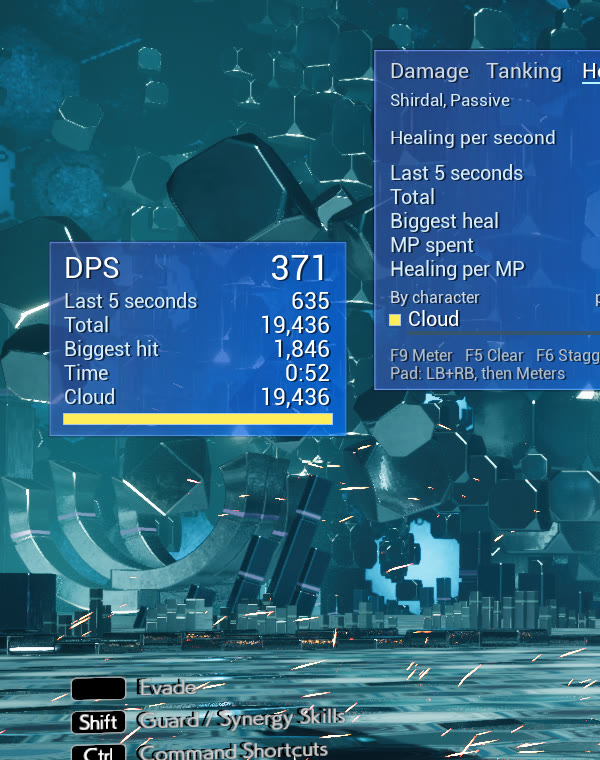 Damage Tanking
Shirdal, Passive
Healing per second
Last 5 seconds
Total
Biggest heal
MP spent
Healing per MP
By character
Cloud
F9 Meter F5 Clear F6
Pad: LB+RB, then Meters
DPS 371
Last 5 seconds 635
Total 19,436
Biggest hit 1,846
Time 0:52
Cloud 19,436
Evade
Shift Guard / Synergy Skills
Ctrl Command Shortcuts